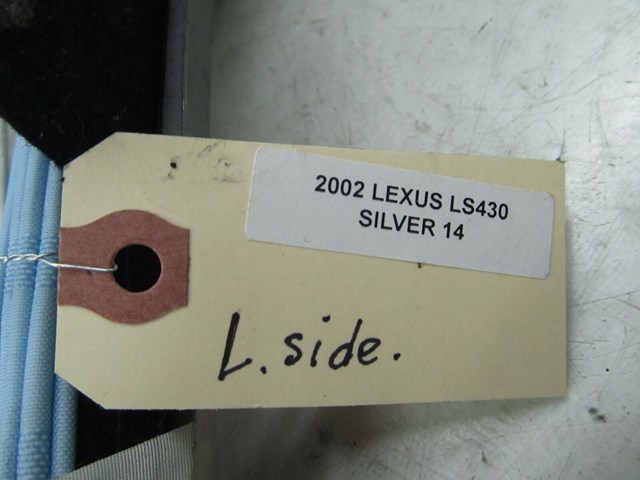 2002 LEXUS LS430
SILVER 14
L. side.